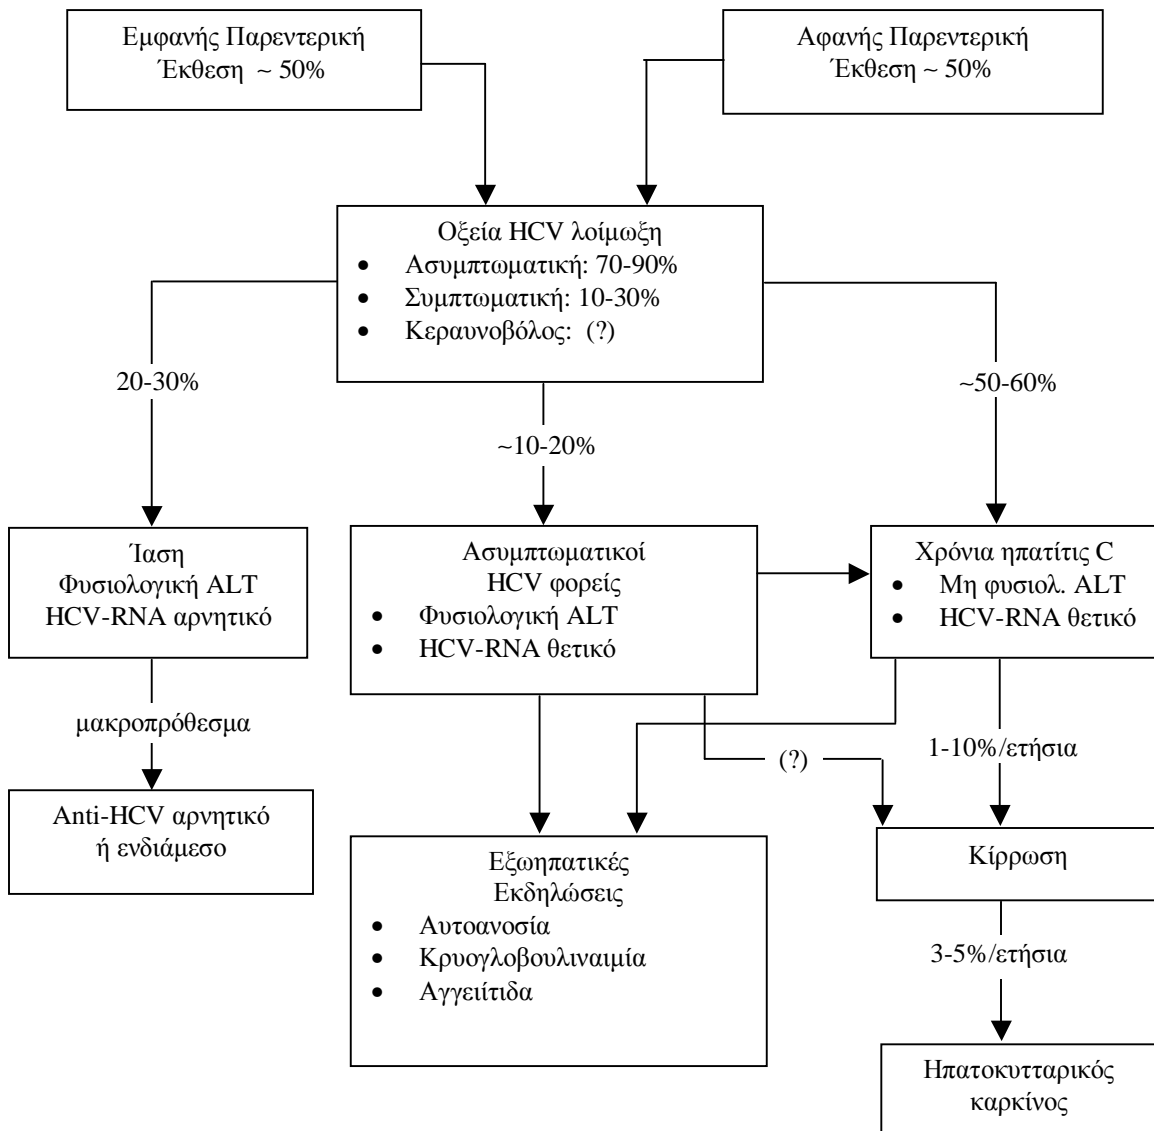 Εμφανής Παρεντερική
Έκθεση ~ 50%
Αφανής Παρεντερική
Έκθεση ~ 50%
Οξεία HCV λοίμωξη
• Ασυμπτωματική: 70-90%
• Συμπτωματική: 10-30%
• Κεραυνοβόλος: (?)
20-30%
~10-20%
~50-60%
Ίαση
Φυσιολογική ALT
HCV-RNA αρνητικό
Ασυμπτωματικοί
HCV φορείς
• Φυσιολογική ALT
• HCV-RNA θετικό
Χρόνια ηπατίτις C
• Μη φυσιολ. ALT
• HCV-RNA θετικό
μακροπρόθεσμα
(?)
1-10%/ετήσια
Anti-HCV αρνητικό
ή ενδιάμεσο
Εξωηπατικές
Εκδηλώσεις
• Αυτοανοσία
• Κρυογλοβουλιναιμία
• Αγγειίτιδα
Κίρρωση
3-5%/ετήσια
Ηπατοκυτταρικός
καρκίνος